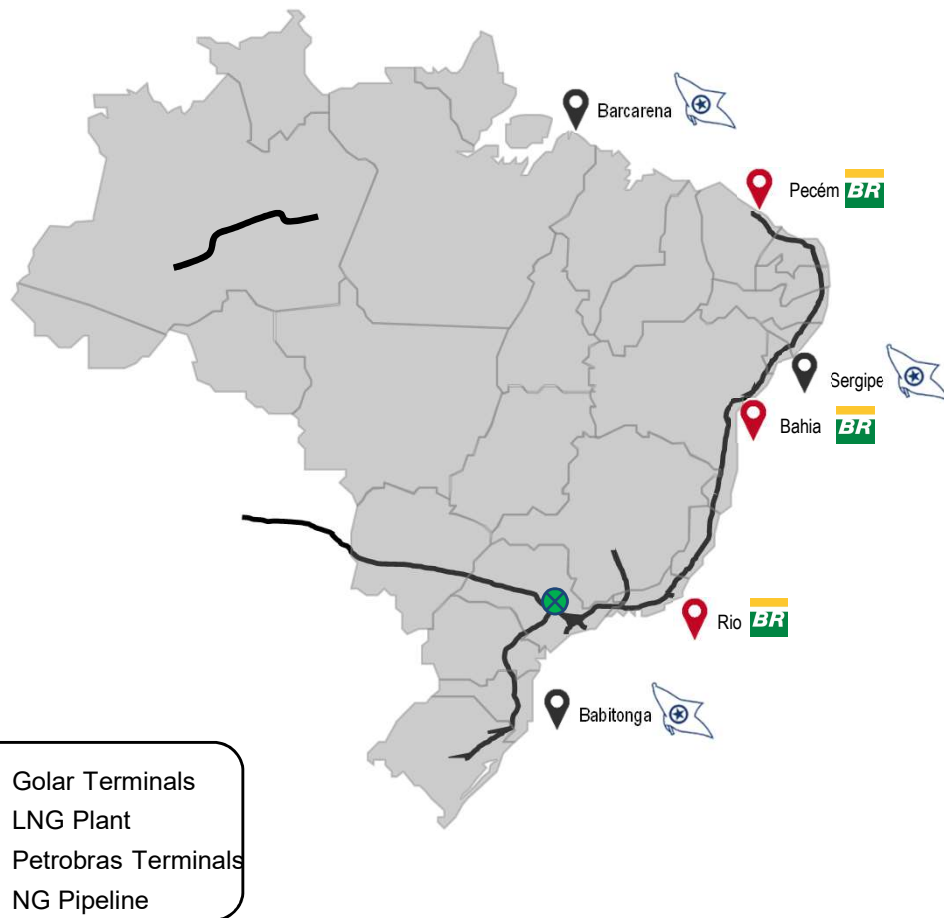 Barcarena
Pecém BR
Sergipe
Bahia BR
Rio BR
Babitonga
Golar Terminals
LNG Plant
Petrobras Terminals
NG Pipeline